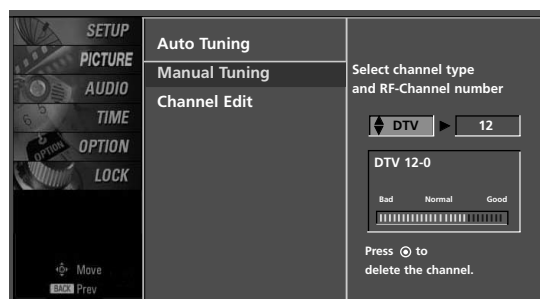 SETUP
PICTURE
AUDIO
TIME
OPTION
LOCK
Move
BACK Prev
Auto Tuning
Manual Tuning
Channel Edit
Select channel type
and RF-Channel number
DTV 12
DTV 12-0
Bad Normal Good
Press to
delete the channel.